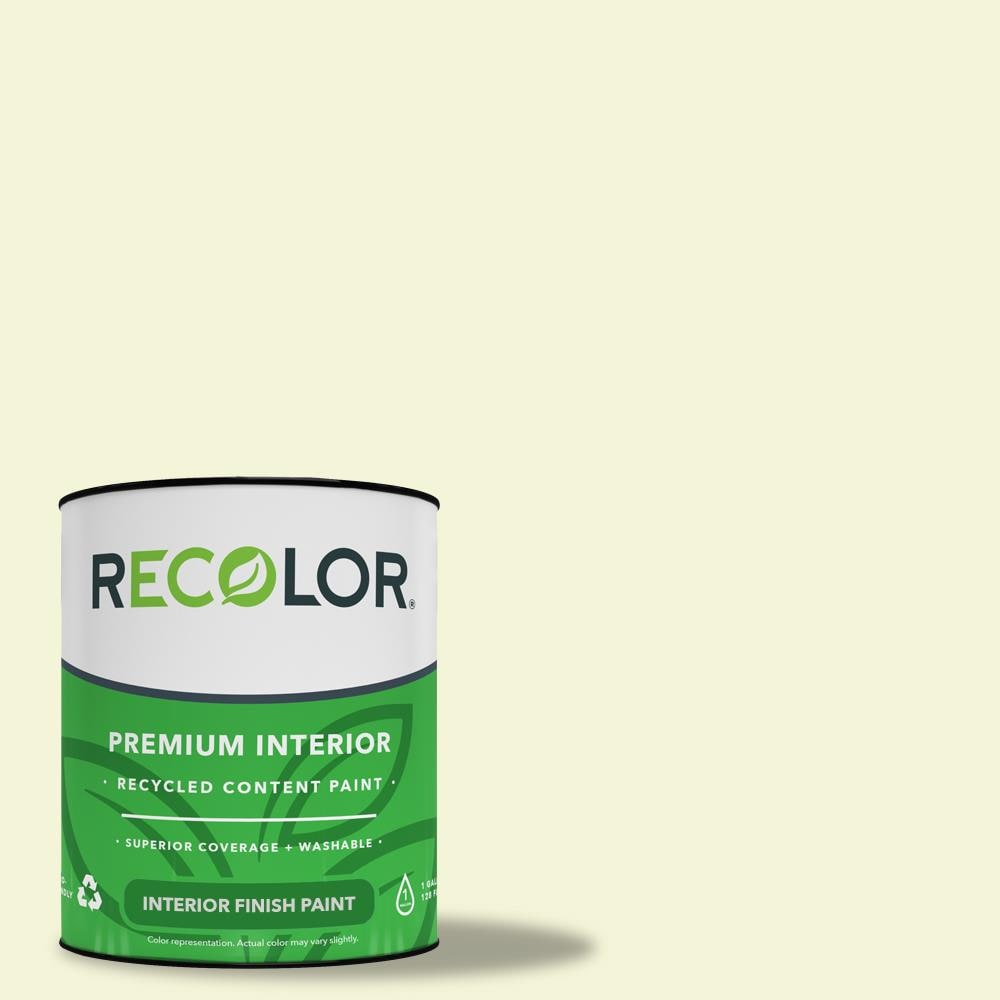 RECOLOR®
PREMIUM INTERIOR
· RECYCLED CONTENT PAINT ·
· SUPERIOR COVERAGE + WASHABLE ·
1
INTERIOR FINISH PAINT
Color representation. Actual color may vary slightly.